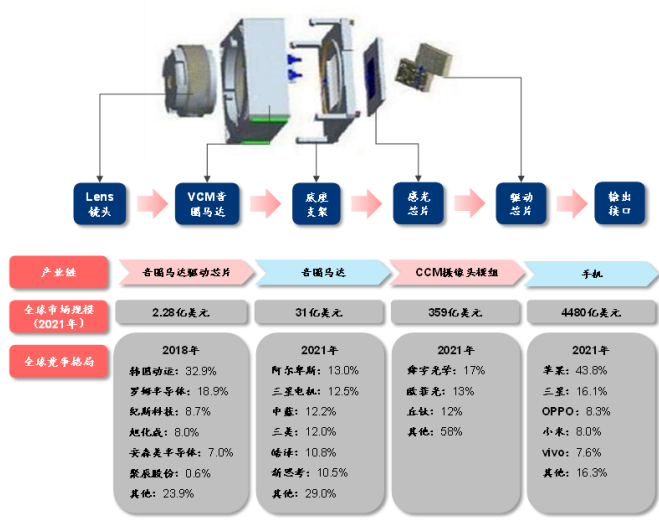 Lens
镜头
VCM音
圈马达
底座
支架
感光
芯片
驱动
芯片
输出
接口
产业链
音圈马达驱动芯片
音圈马达
CCM摄像头模组
手机
全球市场规模
(2021年)
2.28亿美元
31亿美元
359亿美元
4480亿美元
全球竞争格局
2018年
韩国动运：32.9%
罗姆半导体：18.9%
纪斯科技：8.7%
旭化成：8.0%
安森美半导体：7.0%
聚辰股份：0.6%
其他：23.9%
2021年
阿尔卑斯：13.0%
三星电机：12.5%
中蓝：12.2%
三美：12.0%
皓泽：10.8%
新思考：10.5%
其他：29.0%
2021年
舜宇光学：17%
欧菲光：13%
丘钛：12%
其他：58%
2021年
苹果：43.8%
三星：16.1%
OPPO：8.3%
小米：8.0%
vivo：7.6%
其他：16.3%